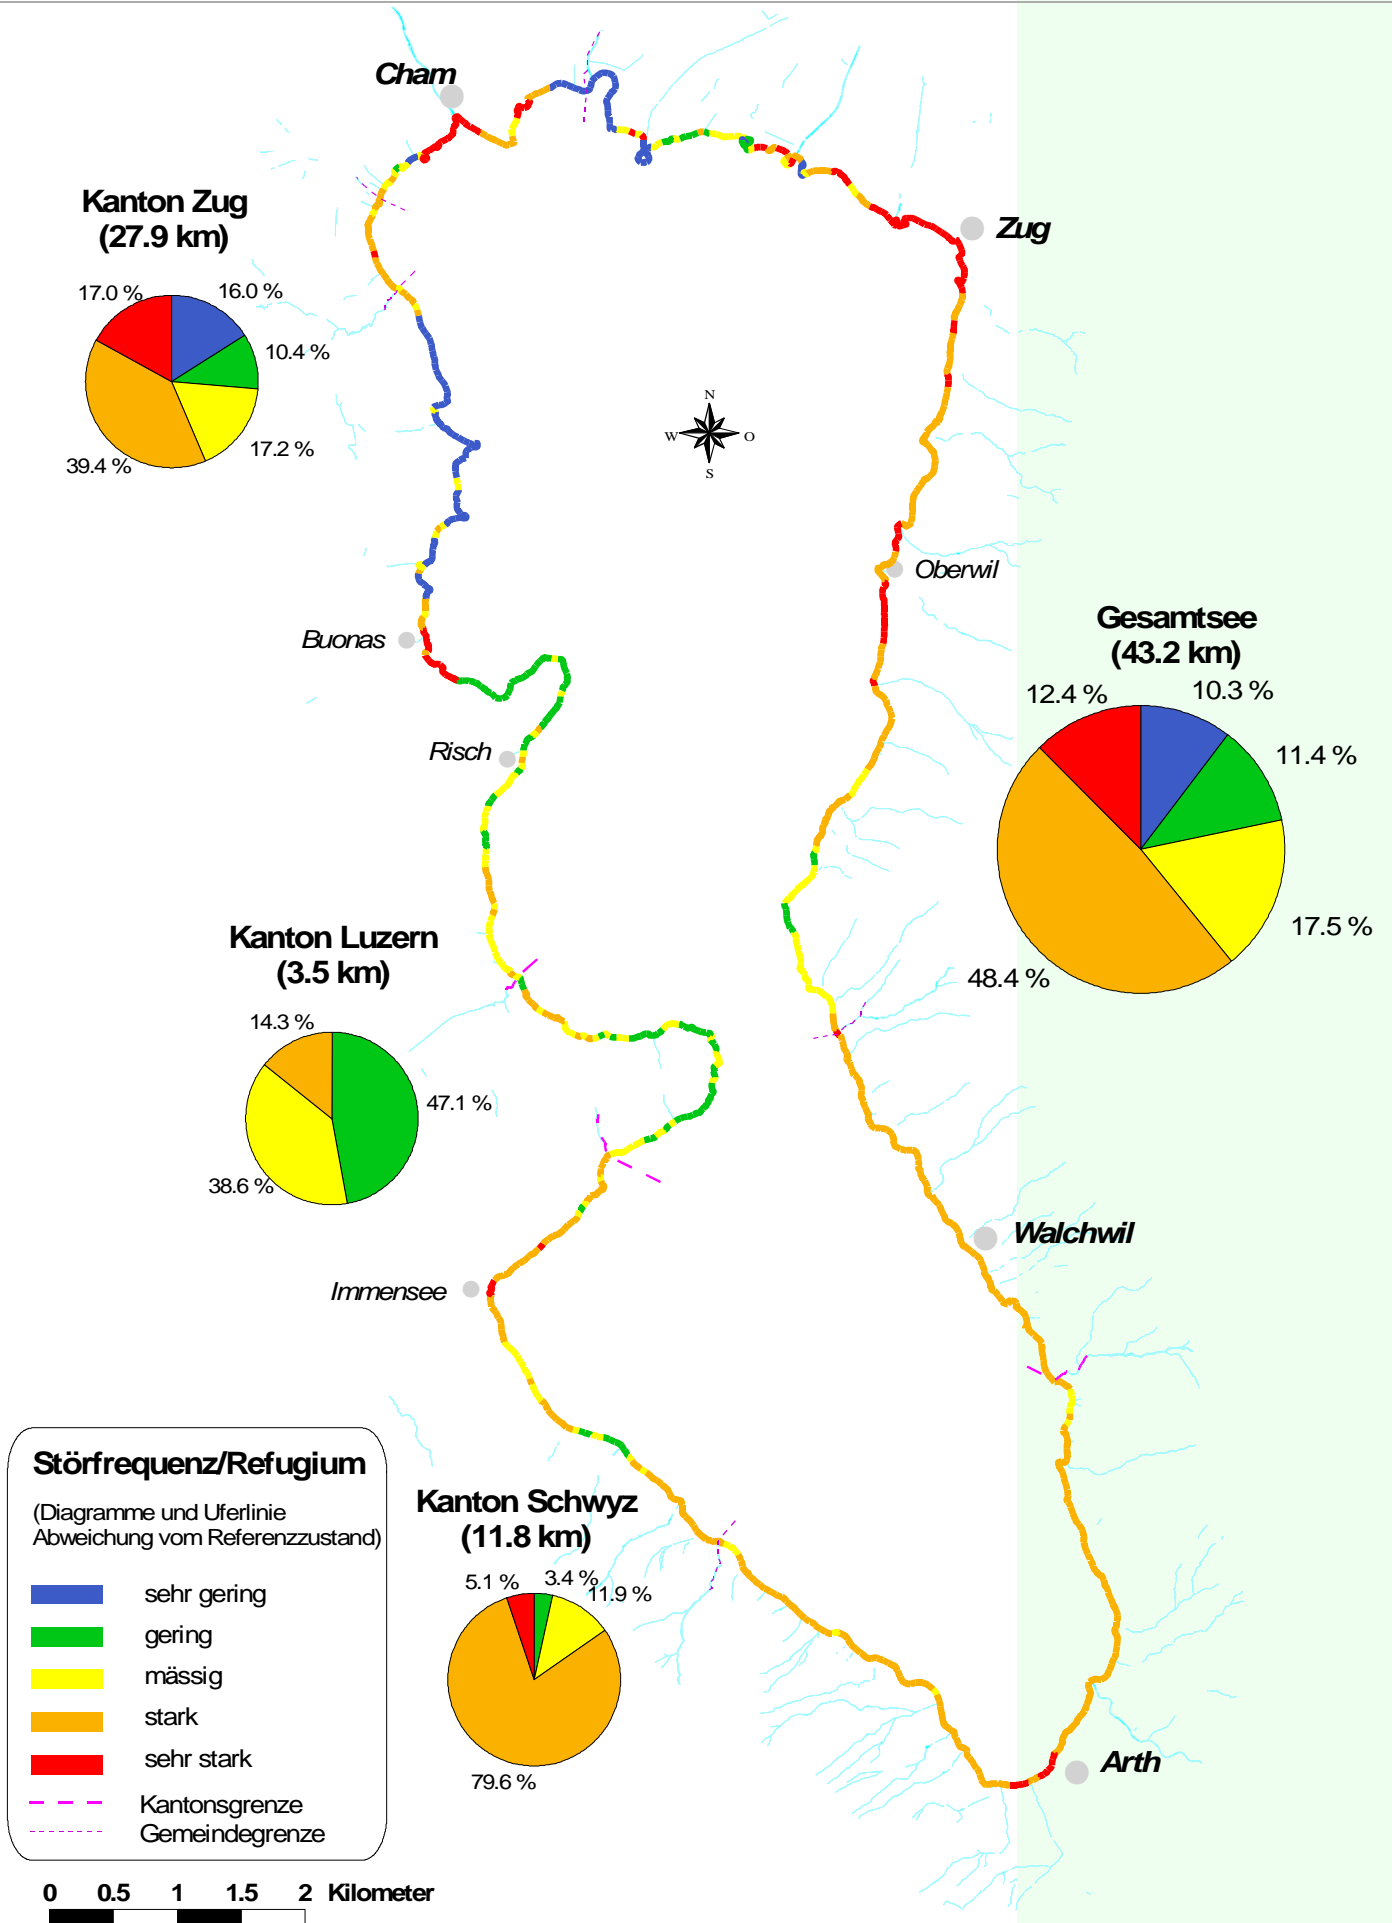 Cham
Kanton Zug
(27.9 km)
Zug
17.0 %
16.0 %
10.4 %
17.2 %
39.4 %
N
W
O
S
Oberwil
Buonas
Gesamtsee
(43.2 km)
12.4 %
10.3 %
11.4 %
17.5 %
48.4 %
Risch
Kanton Luzern
(3.5 km)
14.3 %
47.1 %
38.6 %
Walchwil
Immensee
Kanton Schwyz
(11.8 km)
5.1 %
3.4 %
11.9 %
79.6 %
Arth
Störfrequenz/Refugium
(Diagramme und Uferlinie
Abweichung vom Referenzzustand)
sehr gering
gering
mässig
stark
sehr stark
Kantonsgrenze
Gemeindegrenze
0 0.5 1 1.5 2 Kilometer